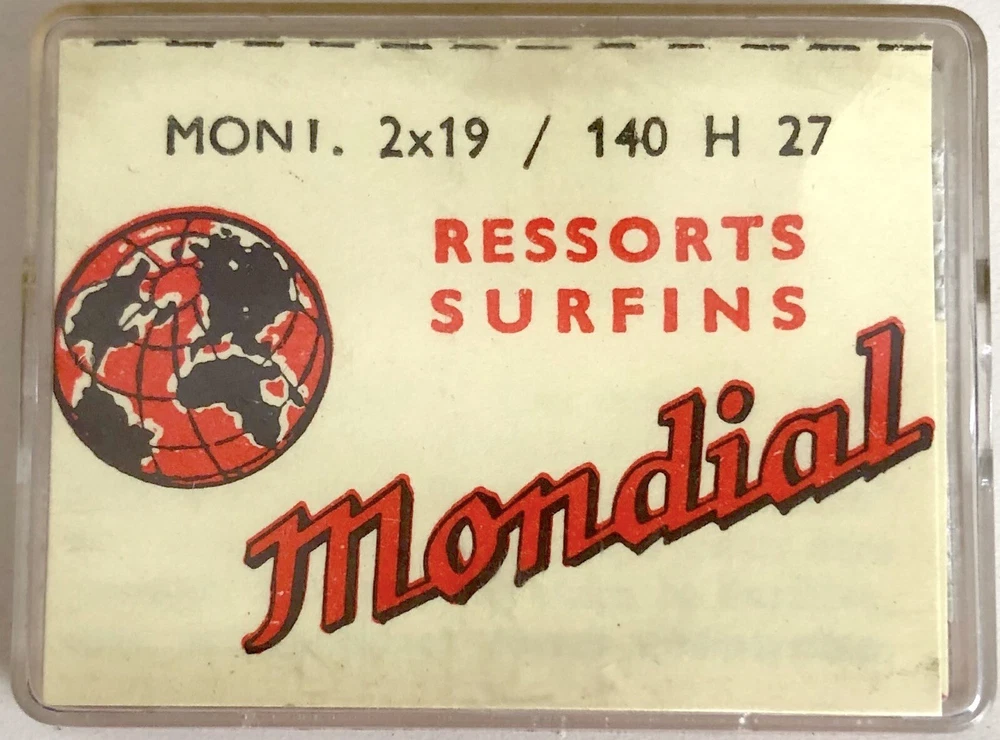 MONI. 2x19 / 140 H 27
RESSORTS
SURFINS
Mondial